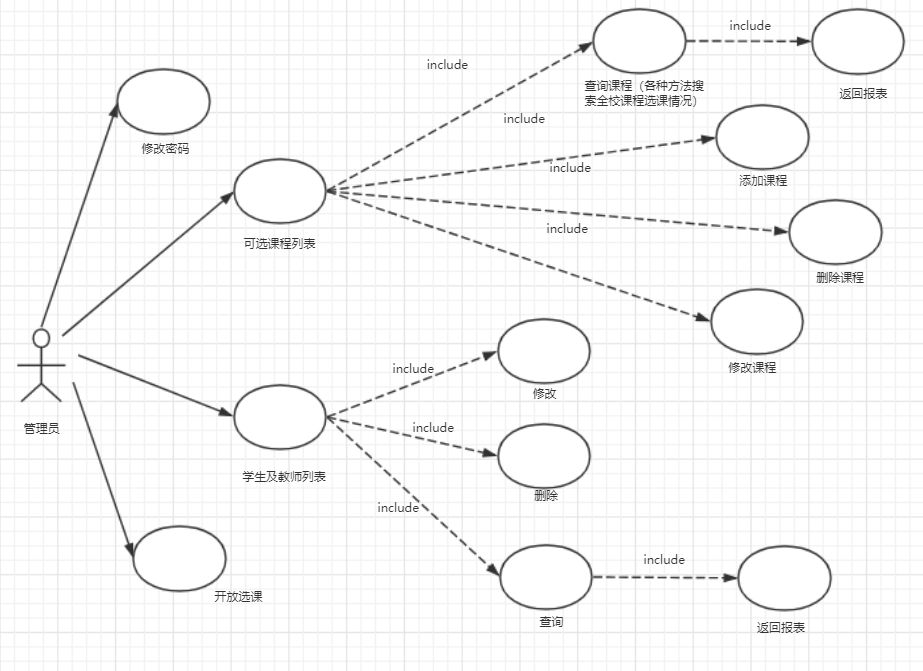 include
include
查询课程（各种方法搜
索全校课程选课情况）
返回报表
include
修改密码
include
添加课程
可选课程列表
include
删除课程
修改课程
include
修改
管理员
include
学生及教师列表
删除
include
include
开放选课
查询
返回报表